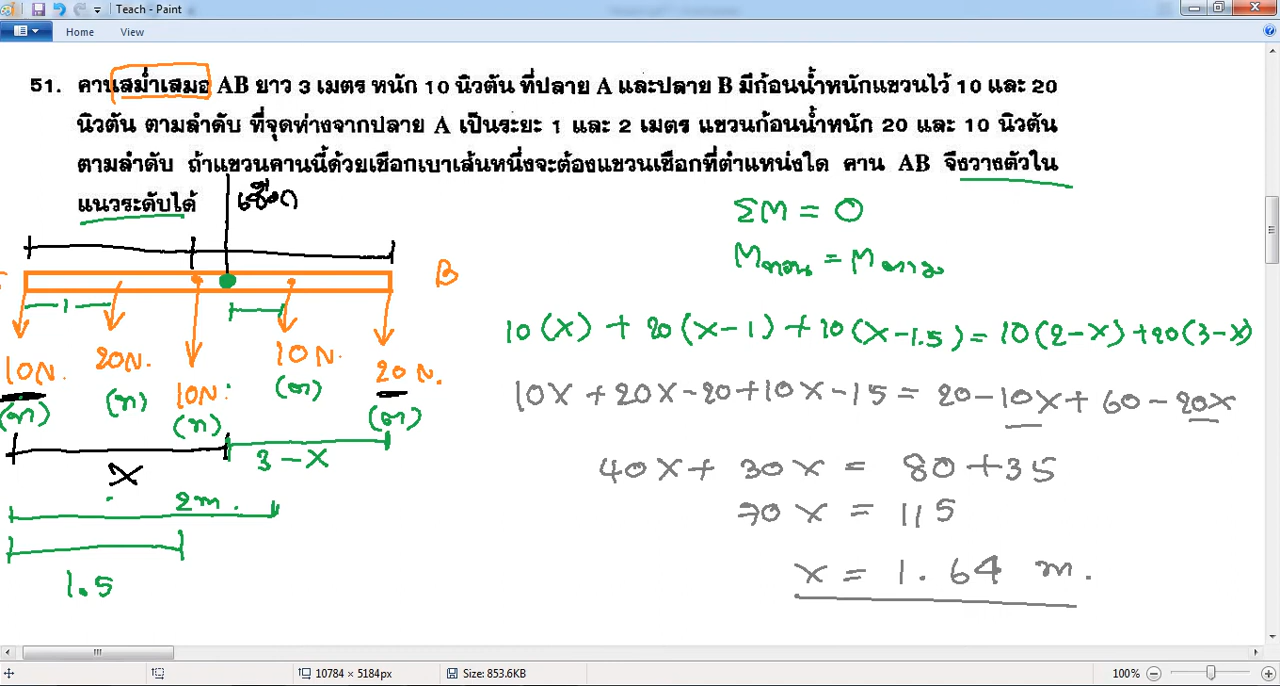 Teach - Paint
Home View
51. คานสม่ำเสมอ AB ยาว 3 เมตร หนัก 10 นิวตัน ที่ปลาย A และปลาย B มีก้อนน้ำหนักแขวนไว้ 10 และ 20
นิวตัน ตามลำดับ ที่จุดห่างจากปลาย A เป็นระยะ 1 และ 2 เมตร แขวนก้อนน้ำหนัก 20 และ 10 นิวตัน
ตามลำดับ ถ้าแขวนคานนี้ด้วยเชือกเบาเส้นหนึ่งจะต้องแขวนเชือกที่ตำแหน่งใด คาน AB จึงวางตัวใน
แนวระดับได้
เชือก
B
1
10N. 20N. 10N. 10N. 20N.
(ท) (ท) (ต) (ต)
x
3-x
2m.
1.5
ΣM = 0
Mทวน = Mตาม
10(x) + 20(x-1) + 10(x-1.5) = 10(2-x) + 20(3-x)
10x + 20x - 20 + 10x - 15 = 20 - 10x + 60 - 20x
40x + 30x = 80 + 35
70x = 115
x = 1.64 m.
10784 × 5184px Size: 853.6KB 100%